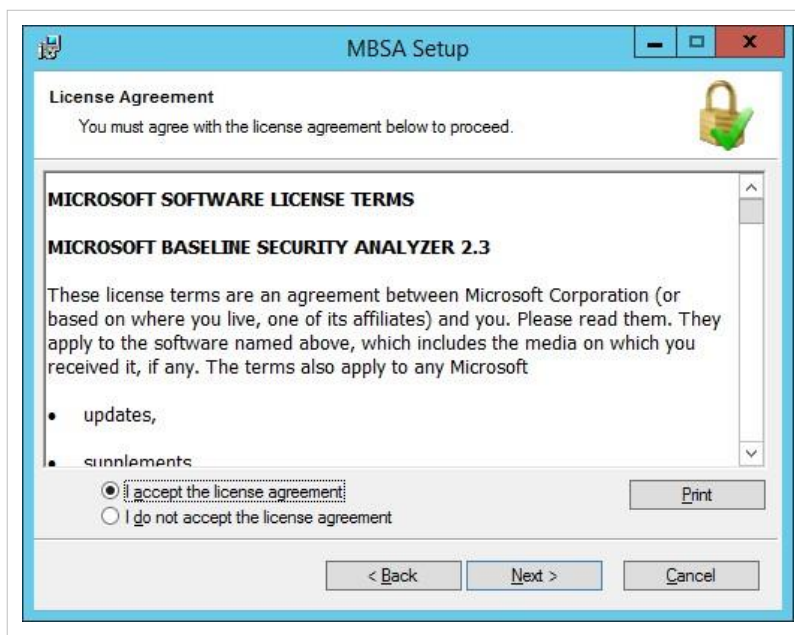 MBSA Setup
License Agreement
You must agree with the license agreement below to proceed.
MICROSOFT SOFTWARE LICENSE TERMS
MICROSOFT BASELINE SECURITY ANALYZER 2.3
These license terms are an agreement between Microsoft Corporation (or
based on where you live, one of its affiliates) and you. Please read them. They
apply to the software named above, which includes the media on which you
received it, if any. The terms also apply to any Microsoft
• updates,
• supplements
I accept the license agreement
I do not accept the license agreement
Print
< Back
Next >
Cancel